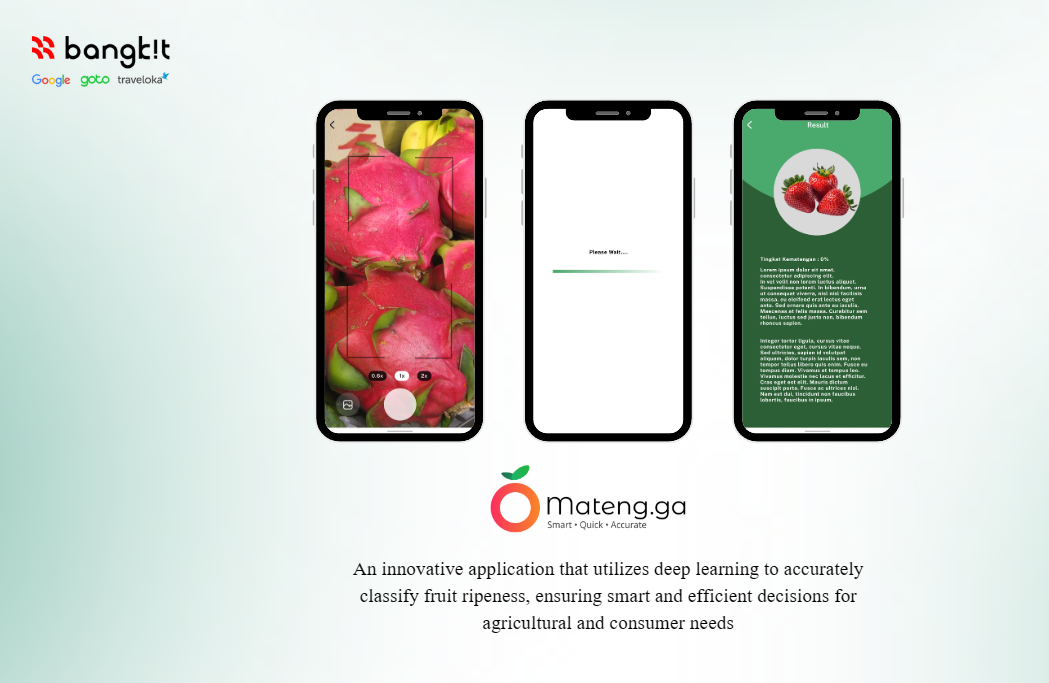 bangk!t
Google goto traveloka
Result
Please Wait....
Tingkat Kematangan : 0%
Lorem ipsum dolor sit amet,
consectetur adipiscing elit.
In vel velit non lorem luctus aliquet.
Suspendisse potenti. In bibendum, urna
ut consequat viverra, nisl nisl facilisis
massa, eu eleifend erat lectus eget
ante. Sed ornare quis ante eu iaculis.
Maecenas et felis massa. Curabitur sem
tellus, luctus sed justo non, bibendum
rhoncus sapien.
Integer tortor ligula, cursus vitae
consectetur eget, cursus vitae neque.
Sed ultricies, sapien id volutpat
aliquam, dolor turpis iaculis sem, non
tempor tellus libero quis enim. Fusce eu
tempus diam. Vivamus et tempus leo.
Vivamus molestie nec lacus et efficitur.
Cras eget est elit. Mauris dictum
suscipit porta. Fusce ac ultrices nisl.
Nam est dui, tincidunt non faucibus
lobortis, faucibus in ipsum.
0.5x 1x 2x
Mateng.ga
Smart • Quick • Accurate
An innovative application that utilizes deep learning to accurately
classify fruit ripeness, ensuring smart and efficient decisions for
agricultural and consumer needs